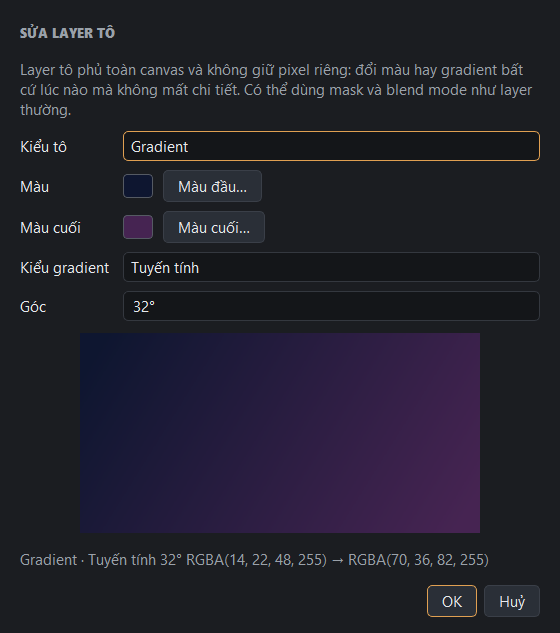 SỬA LAYER TÔ
Layer tô phủ toàn canvas và không giữ pixel riêng: đổi màu hay gradient bất
cứ lúc nào mà không mất chi tiết. Có thể dùng mask và blend mode như layer
thường.
Kiểu tô
Gradient
Màu
Màu đầu...
Màu cuối
Màu cuối...
Kiểu gradient
Tuyến tính
Góc
32°
Gradient · Tuyến tính 32° RGBA(14, 22, 48, 255) → RGBA(70, 36, 82, 255)
OK
Huỷ